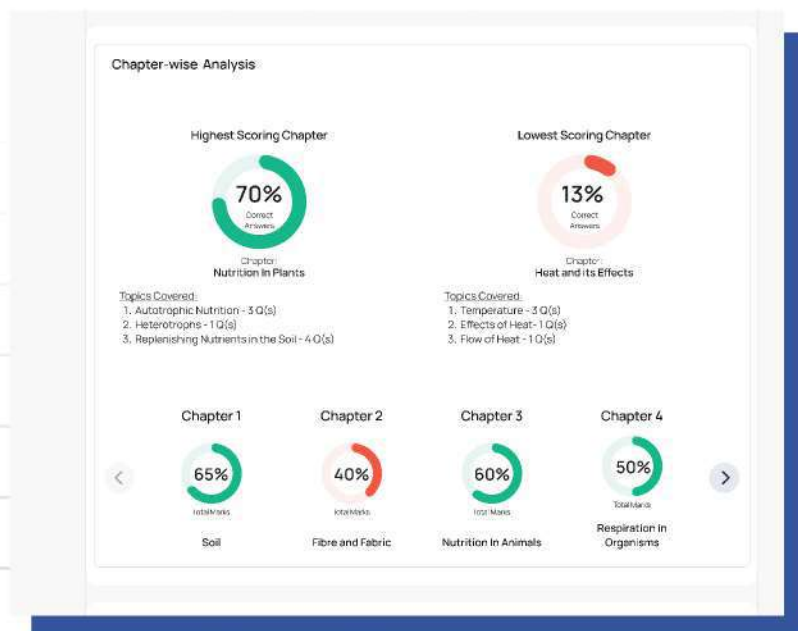 Chapter-wise Analysis
Highest Scoring Chapter
Lowest Scoring Chapter
70%
Correct
Answers
13%
Correct
Answers
Chapter:
Nutrition In Plants
Chapter:
Heat and its Effects
Topics Covered:
1. Autotrophic Nutrition - 3 Q(s)
2. Heterotrophs - 1 Q(s)
3. Replenishing Nutrients in the Soil - 4 Q(s)
Topics Covered:
1. Temperature - 3 Q(s)
2. Effects of Heat - 1 Q(s)
3. Flow of Heat - 1 Q(s)
Chapter 1
Chapter 2
Chapter 3
Chapter 4
65%
40%
60%
50%
Total Marks
Total Marks
Total Marks
Total Marks
Soil
Fibre and Fabric
Nutrition In Animals
Respiration in
Organisms